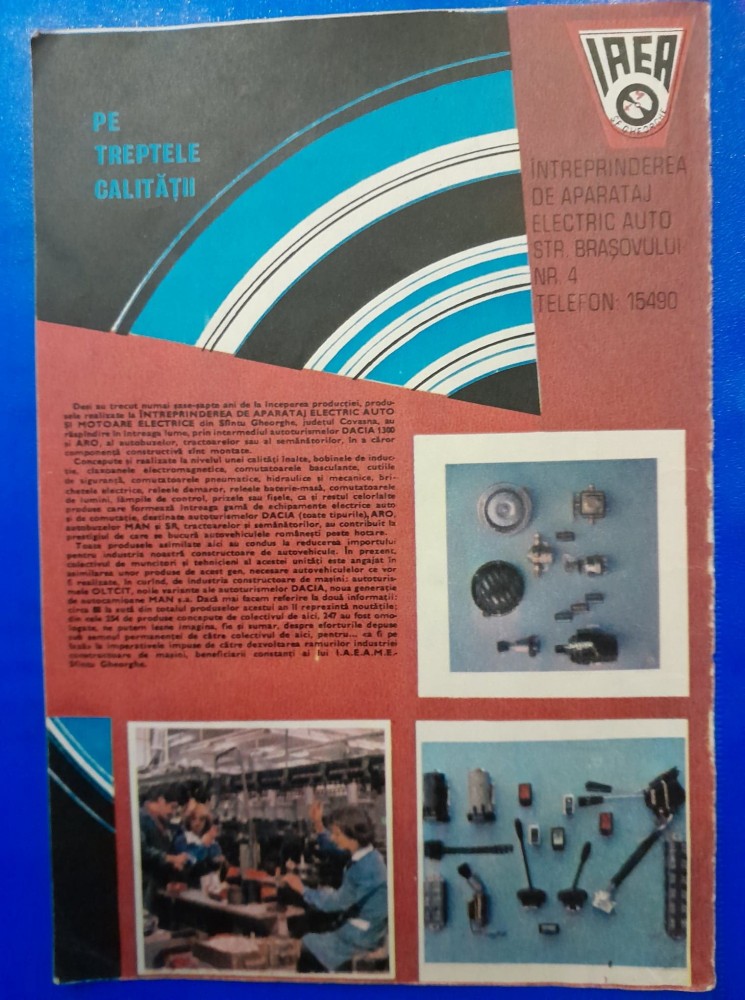 PE
TREPTELE
CALITĂȚII
IAEA
SF. GHEORGHE
ÎNTREPRINDEREA
DE APARATAJ
ELECTRIC AUTO
STR. BRAȘOVULUI
NR. 4
TELEFON: 15490
Deși au trecut numai șase-șapte ani de la începerea producției, produ-
sele realizate la ÎNTREPRINDEREA DE APARATAJ ELECTRIC AUTO
ȘI MOTOARE ELECTRICE din Sfîntu Gheorghe, județul Covasna, au
răspîndire în întreaga lume, prin intermediul autoturismelor DACIA 1300
și ARO, al autobuzelor, tractoarelor sau al semănătorilor, în a căror
componență constructivă sînt montate.
Concepute și realizate la nivelul unei calități înalte, bobinele de induc-
ție, claxoanele electromagnetice, comutatoarele basculante, cutiile
de siguranță, comutatoarele pneumatice, hidraulice și mecanice, bri-
chetele electrice, releele demaror, releele baterie-masă, comutatoarele
de lumini, lămpile de control, prizele sau fișele, ca și restul celorlalte
produse care formează întreaga gamă de echipamente electrice auto
și de comutație, destinate autoturismelor DACIA (toate tipurile), ARO,
autobuzelor MAN și SR, tractoarelor și semănătorilor, au contribuit la
prestigiul de care se bucură autovehiculele românești peste hotare.
Toate produsele asimilate aici au condus la reducerea importului
pentru industria noastră constructoare de autovehicule. În prezent,
colectivul de muncitori și tehnicieni al acestei unități este angajat în
asimilarea unor produse de acest gen, necesare autovehiculelor ce vor
fi realizate, în curînd, de industria constructoare de mașini: autoturis-
mele OLTCIT, noile variante ale autoturismelor DACIA, noua generație
de autocamioane MAN ș.a. Dacă mai facem referire la două informații:
circa la sută din totalul produselor acestui an îl reprezintă noutățile;
din cele 254 de produse concepute de colectivul de aici, 247 au fost omo-
logate, ne putem lesne imagina, fie și sumar, despre eforturile depuse
sub semnul permanenței de către colectivul de aici, pentru... ca fi pe
la imperativele impuse de către dezvoltarea ramurilor industriei
constructoare de mașini, beneficiarii constanți ai lui I.A.E.A.M.E.-
Sfîntu Gheorghe.